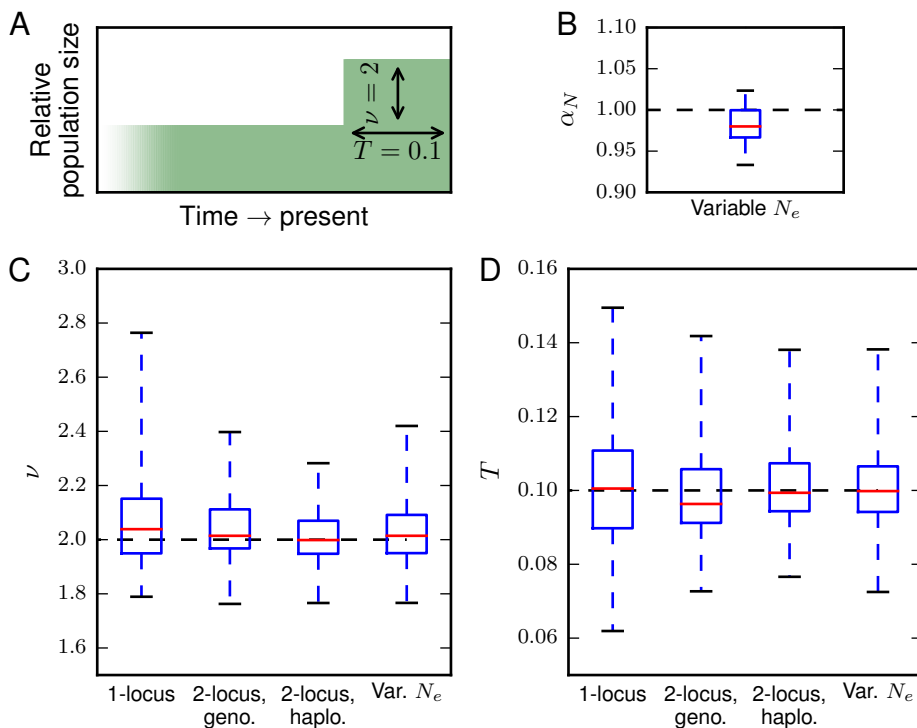 A
Relative
population size
ν = 2
T = 0.1
Time → present
B
1.10
1.05
1.00
0.95
0.90
α_N
Variable N_e
C
3.0
2.8
2.6
2.4
2.2
2.0
1.8
1.6
ν
1-locus
2-locus,
geno.
2-locus,
haplo.
Var. N_e
D
0.16
0.14
0.12
0.10
0.08
0.06
T
1-locus
2-locus,
geno.
2-locus,
haplo.
Var. N_e